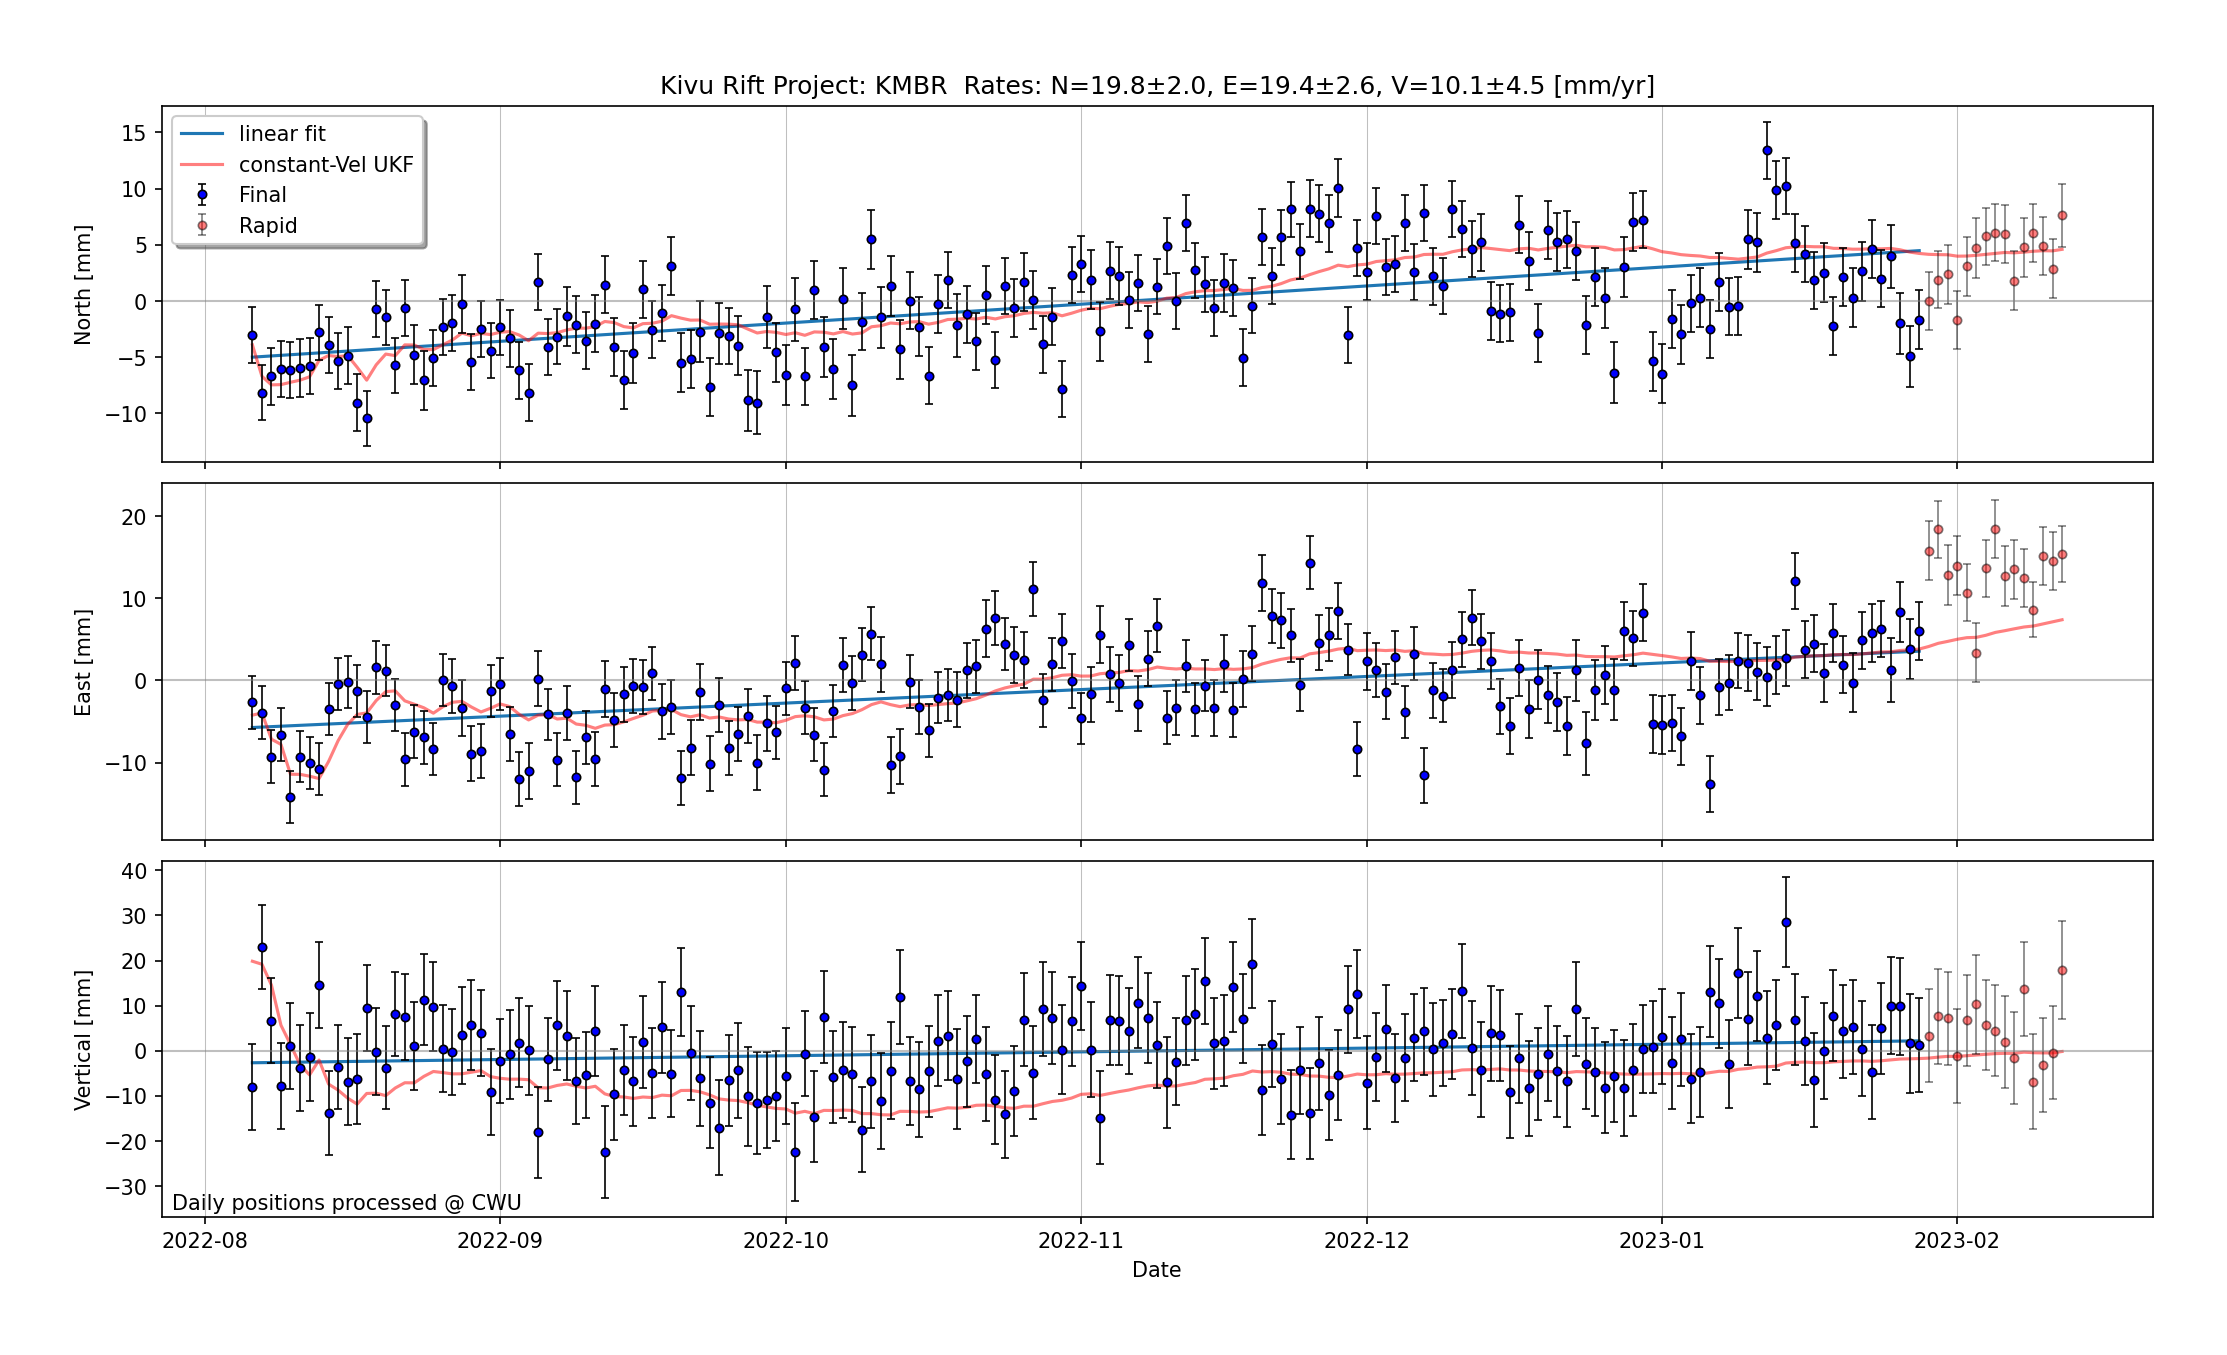 Kivu Rift Project: KMBR  Rates: N=19.8±2.0, E=19.4±2.6, V=10.1±4.5 [mm/yr]
linear fit
constant-Vel UKF
Final
Rapid
North [mm]
15
10
5
0
−5
−10
East [mm]
20
10
0
−10
Vertical [mm]
40
30
20
10
0
−10
−20
−30
Daily positions processed @ CWU
2022-08 2022-09 2022-10 2022-11 2022-12 2023-01 2023-02
Date